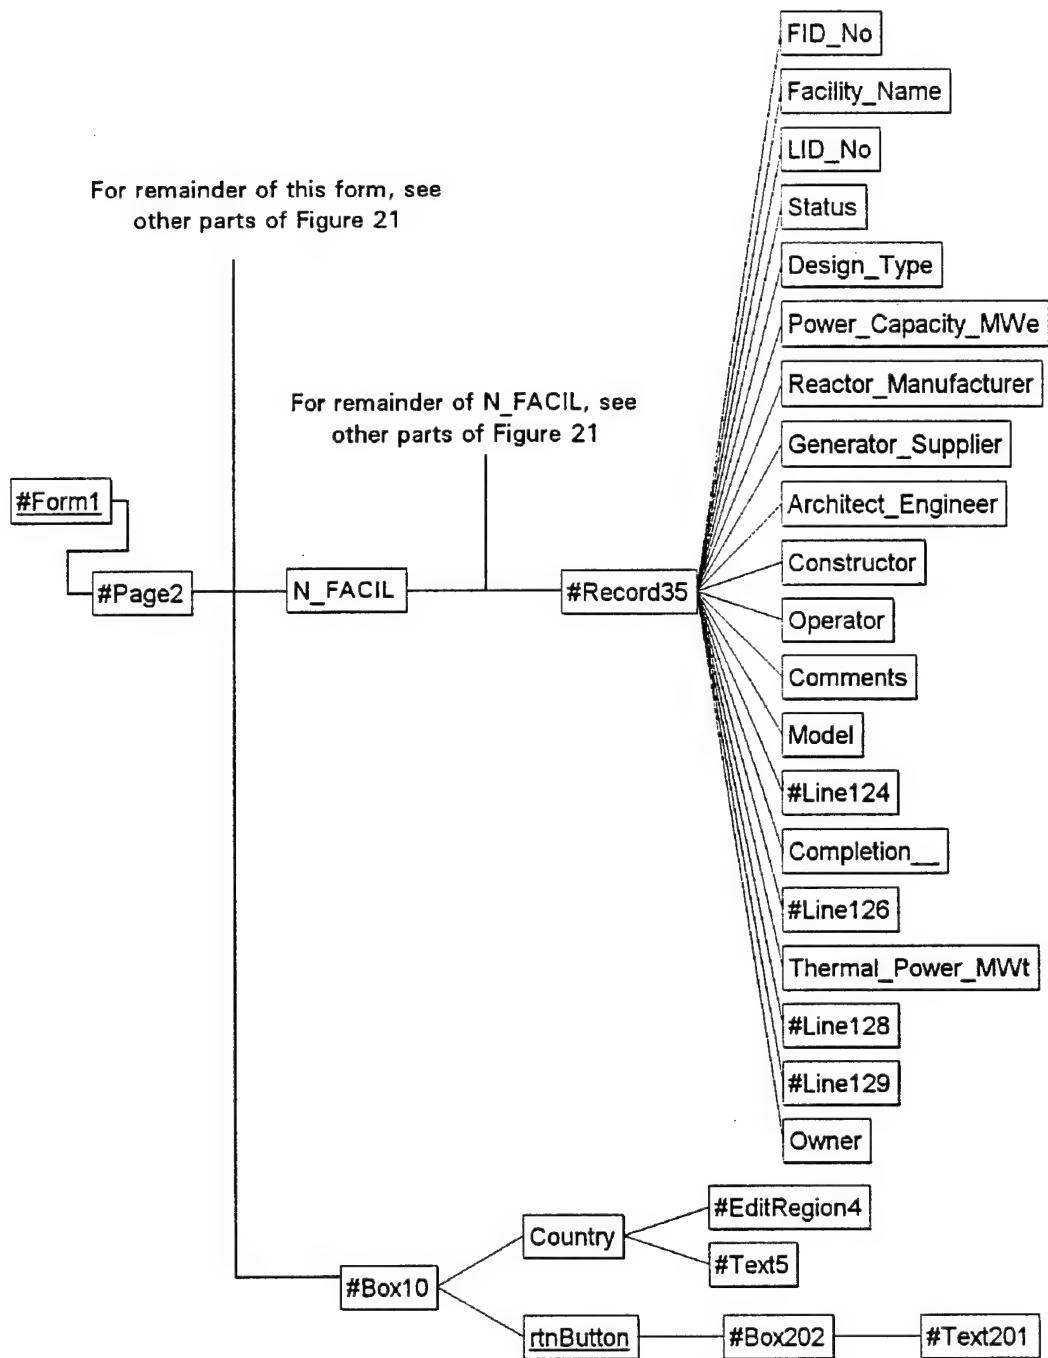 FID_No
Facility_Name
LID_No
For remainder of this form, see
other parts of Figure 21
Status
Design_Type
Power_Capacity_MWe
Reactor_Manufacturer
For remainder of N_FACIL, see
other parts of Figure 21
Generator_Supplier
#Form1
Architect_Engineer
Constructor
#Page2
N_FACIL
#Record35
Operator
Comments
Model
#Line124
Completion__
#Line126
Thermal_Power_MWt
#Line128
#Line129
Owner
#EditRegion4
Country
#Text5
#Box10
rtnButton
#Box202
#Text201